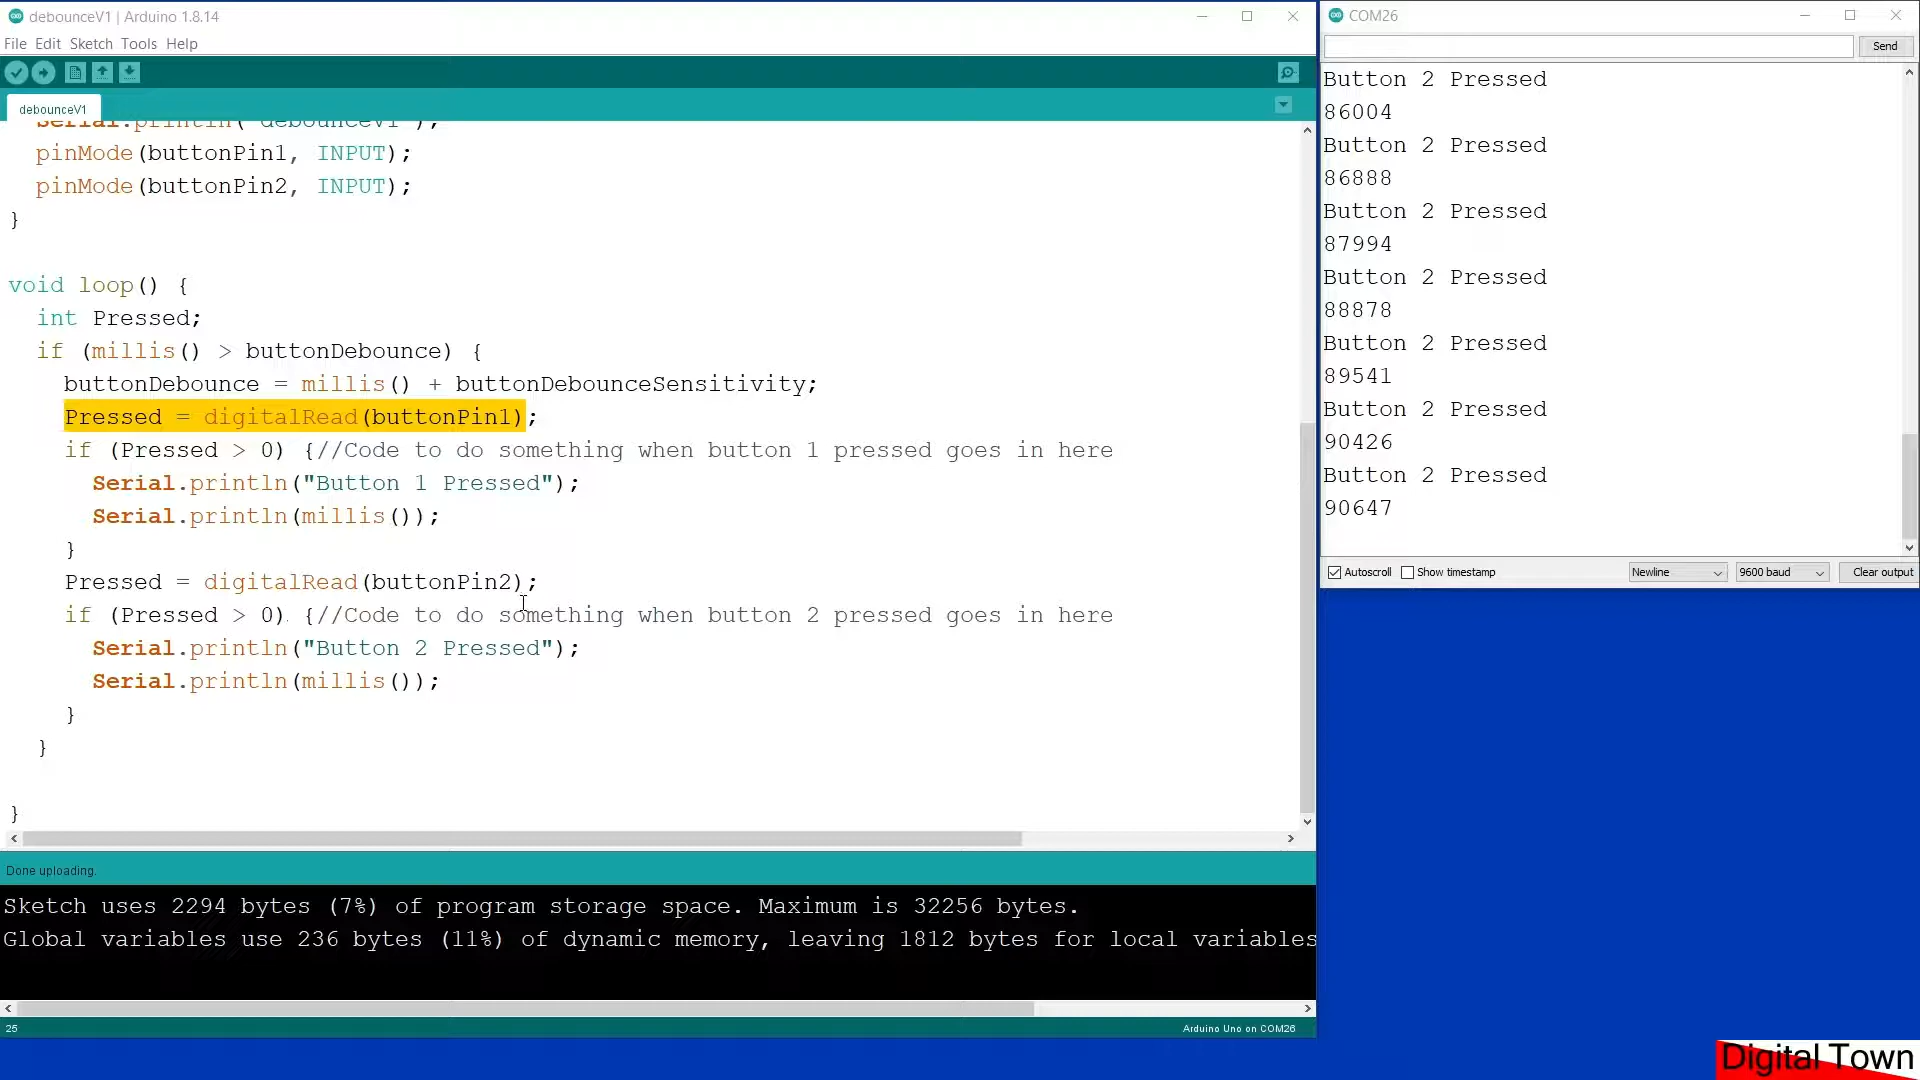 debounceV1 | Arduino 1.8.14
File Edit Sketch Tools Help
debounceV1
Serial.println("debounceV1");
pinMode(buttonPin1, INPUT);
pinMode(buttonPin2, INPUT);
}
void loop() {
int Pressed;
if (millis() > buttonDebounce) {
buttonDebounce = millis() + buttonDebounceSensitivity;
Pressed = digitalRead(buttonPin1);
if (Pressed > 0) {//Code to do something when button 1 pressed goes in here
Serial.println("Button 1 Pressed");
Serial.println(millis());
}
Pressed = digitalRead(buttonPin2);
if (Pressed > 0) {//Code to do something when button 2 pressed goes in here
Serial.println("Button 2 Pressed");
Serial.println(millis());
}
}
}
Done uploading.
Sketch uses 2294 bytes (7%) of program storage space. Maximum is 32256 bytes.
Global variables use 236 bytes (11%) of dynamic memory, leaving 1812 bytes for local variables
25
Arduino Uno on COM26
COM26
Send
Button 2 Pressed
86004
Button 2 Pressed
86888
Button 2 Pressed
87994
Button 2 Pressed
88878
Button 2 Pressed
89541
Button 2 Pressed
90426
Button 2 Pressed
90647
Autoscroll Show timestamp Newline 9600 baud Clear output
Digital Town